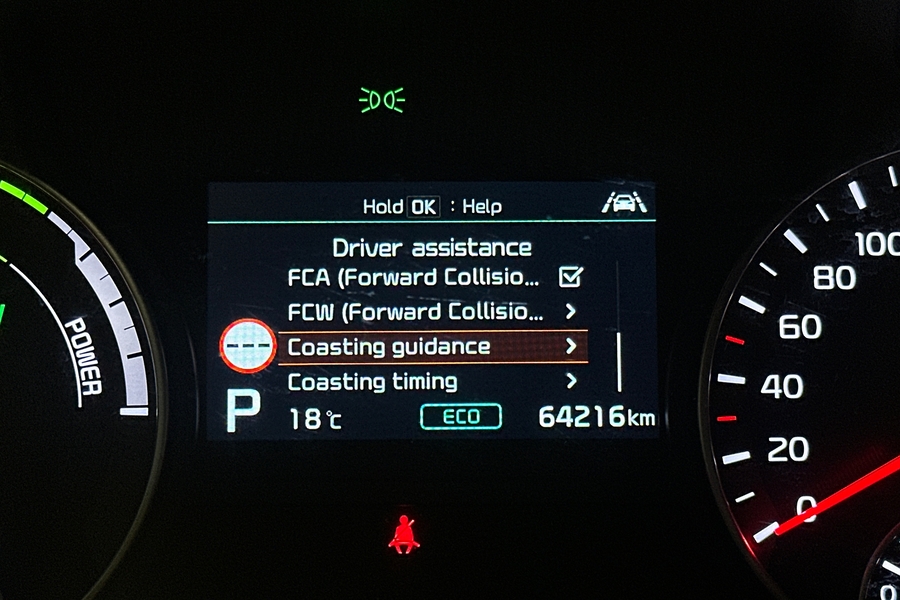 Hold OK : Help
Driver assistance
FCA (Forward Collisio...
FCW (Forward Collisio...
Coasting guidance
Coasting timing
P 18°C ECO 64216km
POWER
100
80
60
40
20
0